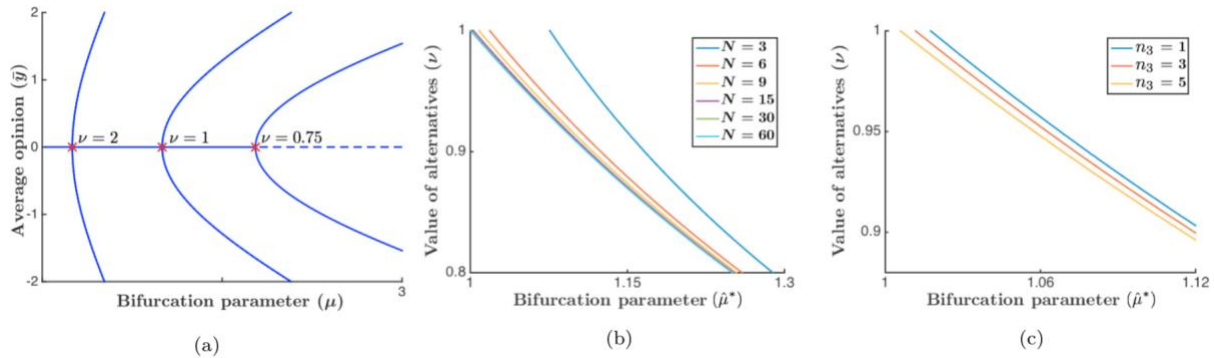 2
1
0
-1
-2
3
ν = 2
ν = 1
ν = 0.75
Average opinion (ȳ)
Bifurcation parameter (μ)
(a)
1
0.9
0.8
1
1.15
1.3
Value of alternatives (ν)
Bifurcation parameter (μ̂*)
N = 3
N = 6
N = 9
N = 15
N = 30
N = 60
(b)
1
0.95
0.9
1
1.06
1.12
Value of alternatives (ν)
Bifurcation parameter (μ̂*)
n₃ = 1
n₃ = 3
n₃ = 5
(c)